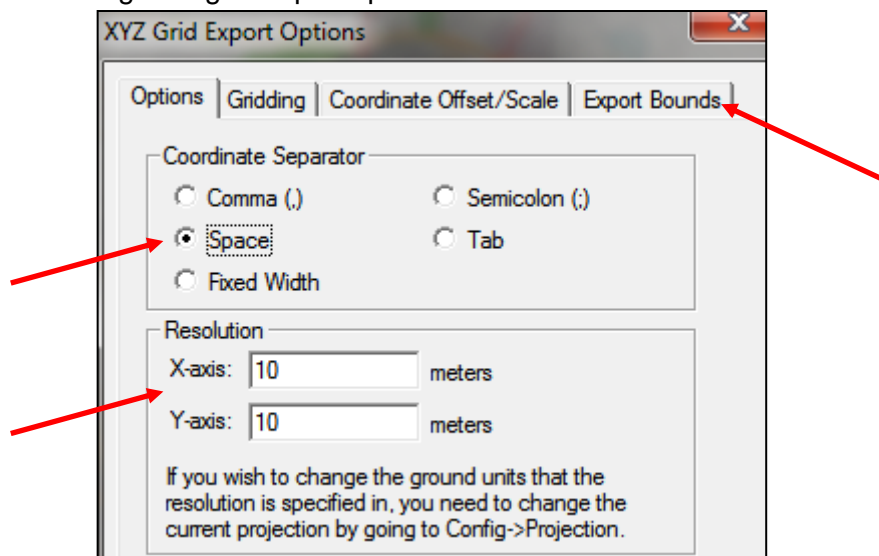 XYZ Grid Export Options
X
Options Gridding Coordinate Offset/Scale Export Bounds
Coordinate Separator
Comma (,) Semicolon (;)
Space Tab
Fixed Width
Resolution
X-axis: 10 meters
Y-axis: 10 meters
If you wish to change the ground units that the
resolution is specified in, you need to change the
current projection by going to Config->Projection.